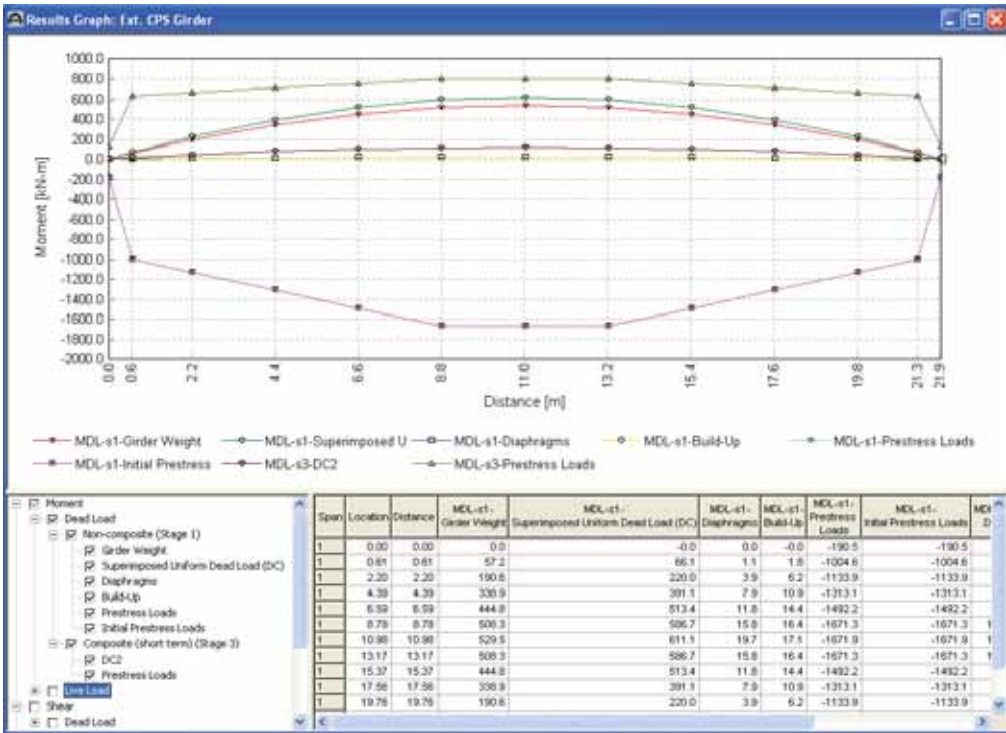 Results Graph: Ext. CPS Girder
1000.0
800.0
600.0
400.0
200.0
0.0
-200.0
-400.0
-600.0
-800.0
-1000.0
-1200.0
-1400.0
-1600.0
-1800.0
-2000.0
Moment [kN-m]
0.0 0.6 2.2 4.4 6.6 8.8 11.0 13.2 15.4 17.6 19.8 21.3 21.9
Distance [m]
MDL-s1-Girder Weight MDL-s1-Superimposed U MDL-s1-Diaphragms MDL-s1-Build-Up MDL-s1-Prestress Loads
MDL-s1-Initial Prestress MDL-s3-DC2 MDL-s3-Prestress Loads
Moment
Dead Load
Non-composite (Stage 1)
Girder Weight
Superimposed Uniform Dead Load (DC)
Diaphragms
Build-Up
Prestress Loads
Initial Prestress Loads
Composite (short term) (Stage 3)
DC2
Prestress Loads
Live Load
Shear
Dead Load
Span Location Distance MDL-s1-Girder Weight MDL-s1-Superimposed Uniform Dead Load (DC) MDL-s1-Diaphragms MDL-s1-Build-Up MDL-s1-Prestress Loads MDL-s1-Initial Prestress Loads
1 0.00 0.00 0.0 -0.0 0.0 -0.0 -190.5 -190.5
1 0.61 0.61 57.2 66.1 1.1 1.8 -1004.6 -1004.6
1 2.20 2.20 190.6 220.0 3.9 6.2 -1133.9 -1133.9
1 4.39 4.39 338.9 391.1 7.9 10.9 -1313.1 -1313.1
1 6.59 6.59 444.8 513.4 11.8 14.4 -1492.2 -1492.2
1 8.78 8.78 508.3 586.7 15.8 16.4 -1671.3 -1671.3 1
1 10.98 10.98 529.5 611.1 19.7 17.1 -1671.9 -1671.9 1
1 13.17 13.17 508.3 586.7 15.8 16.4 -1671.3 -1671.3 1
1 15.37 15.37 444.8 513.4 11.8 14.4 -1492.2 -1492.2
1 17.56 17.56 338.9 391.1 7.9 10.9 -1313.1 -1313.1
1 19.76 19.76 190.6 220.0 3.9 6.2 -1133.9 -1133.9